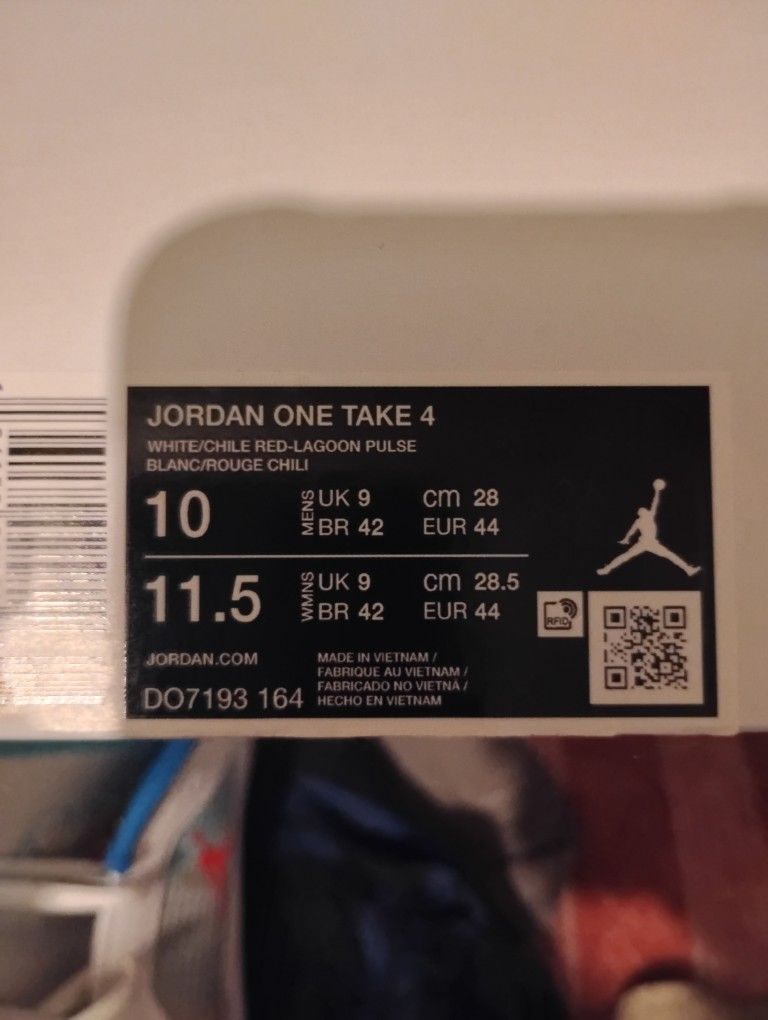 JORDAN ONE TAKE 4
WHITE/CHILE RED-LAGOON PULSE
BLANC/ROUGE CHILI
10 MENS UK 9 cm 28
BR 42 EUR 44
11.5 WMNS UK 9 cm 28.5
BR 42 EUR 44
RFID
JORDAN.COM
MADE IN VIETNAM /
FABRIQUE AU VIETNAM /
FABRICADO NO VIETNÃ /
HECHO EN VIETNAM
DO7193 164